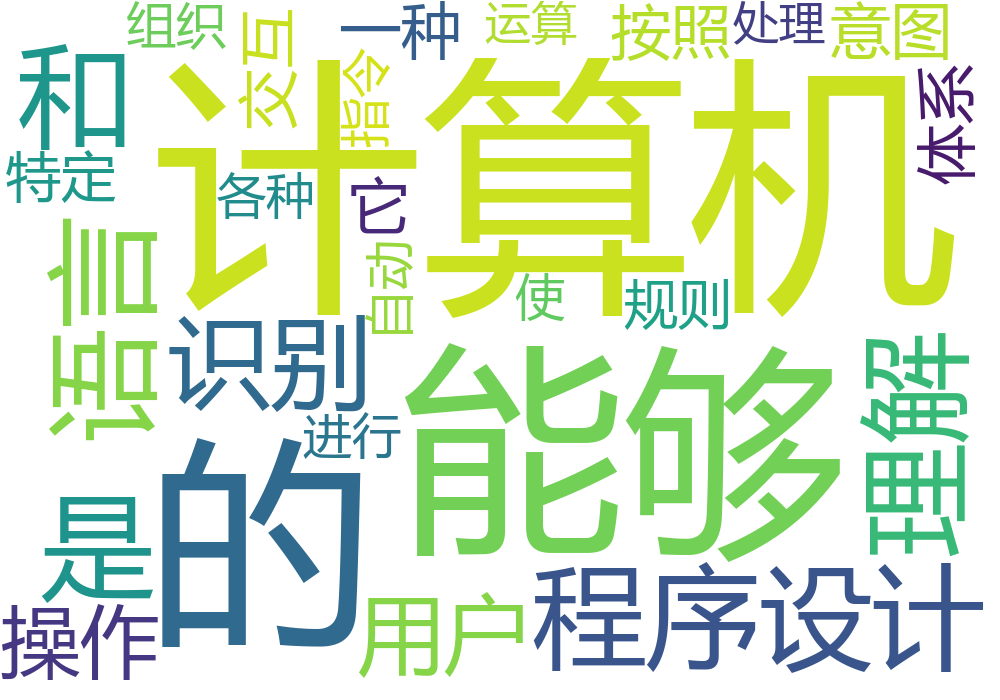 组织
一种
运算
按照
处理
意图
和
交互
指令
计算机
体系
特定
各种
它
语言
自动
使
规则
识别
能够
理解
进行
的
是
操作
用户
程序设计